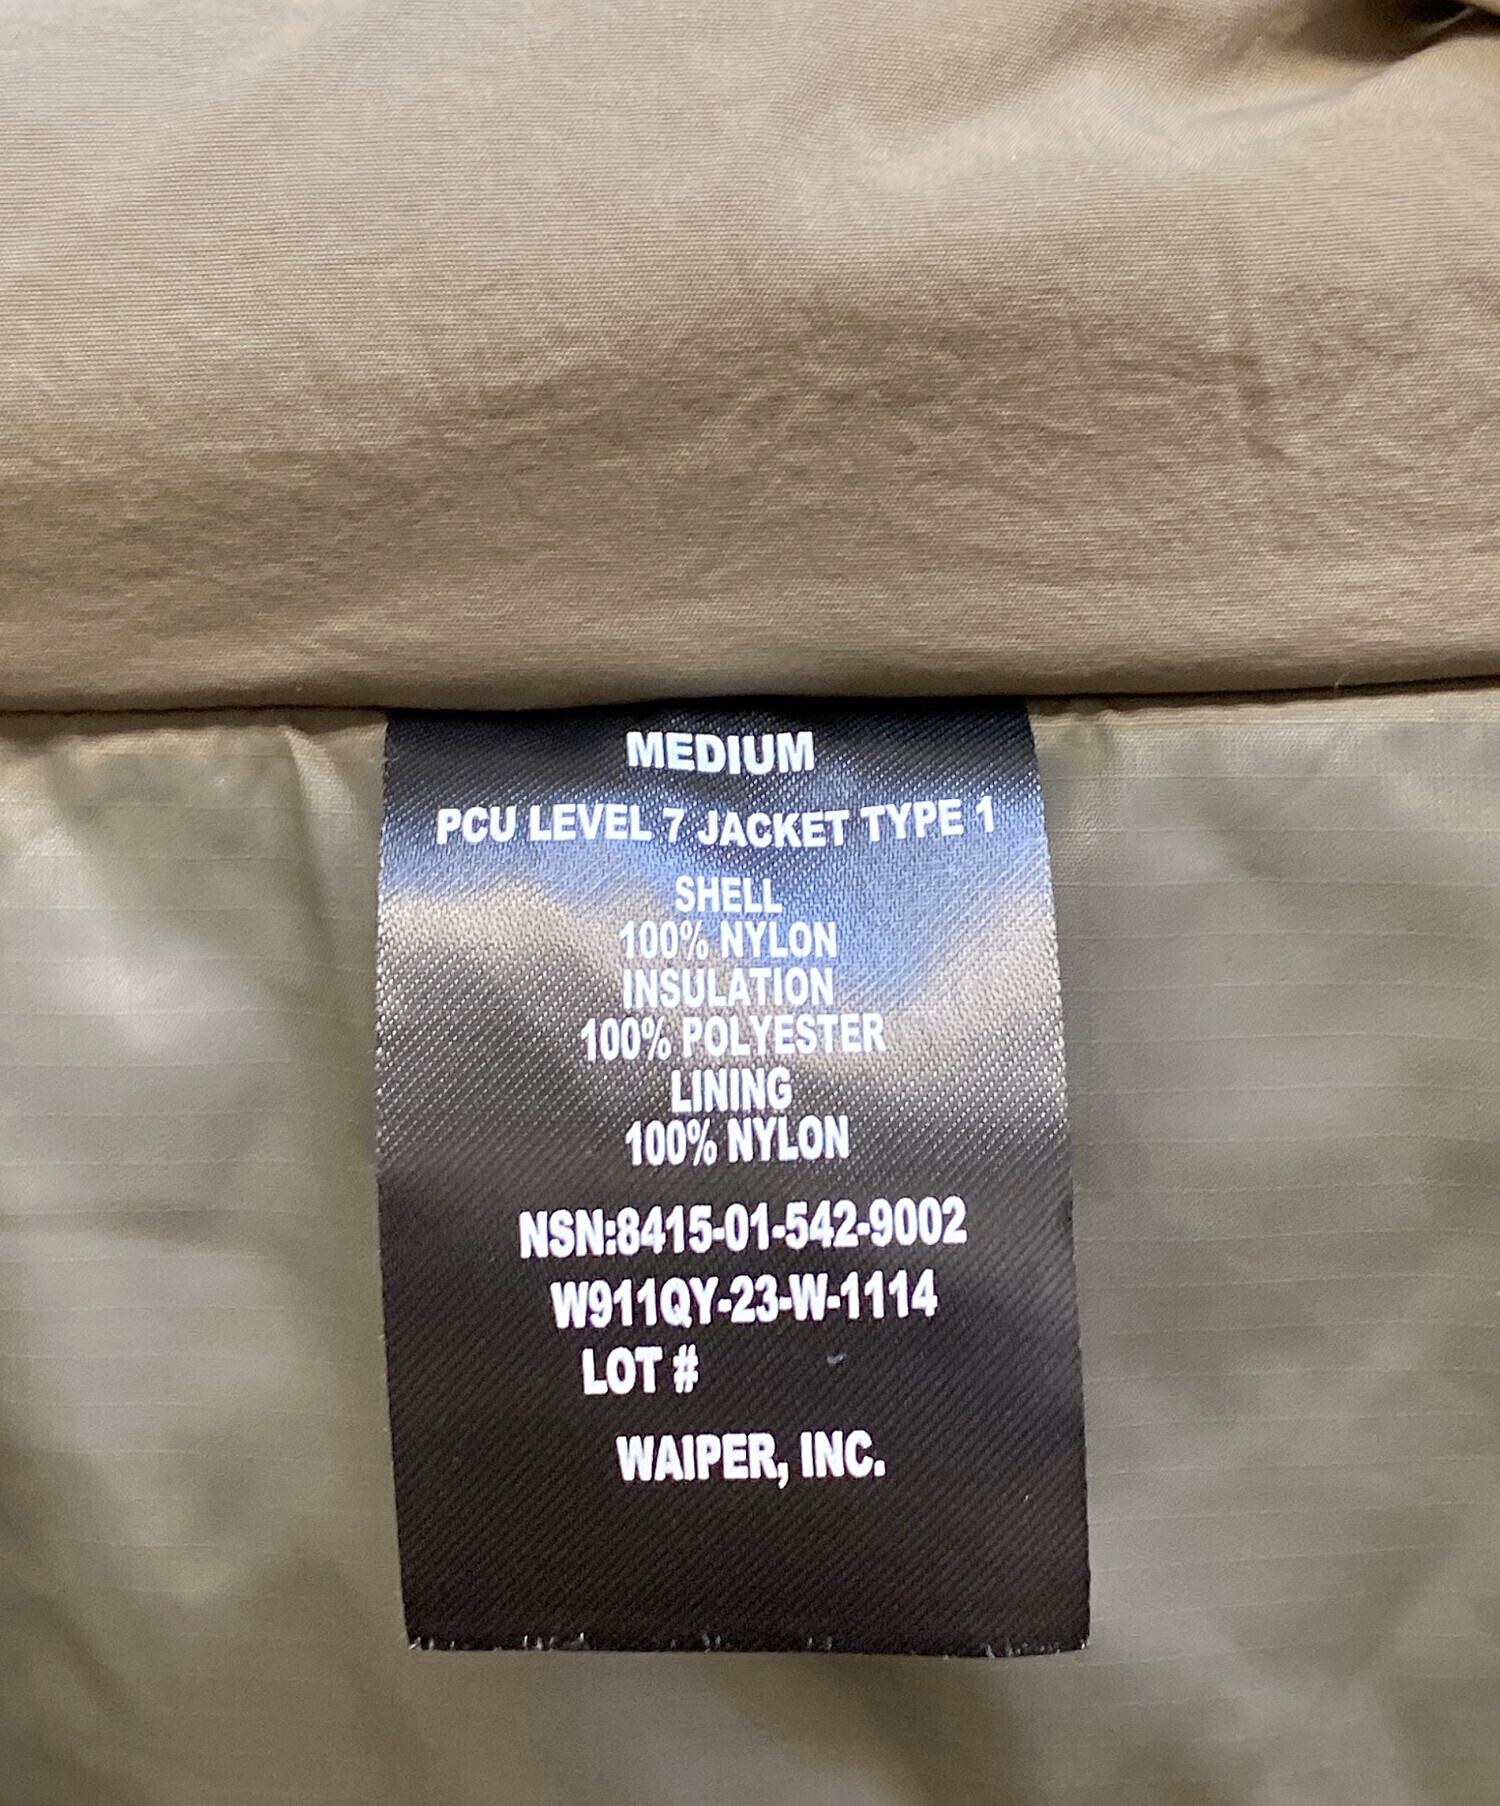 MEDIUM
PCU LEVEL 7 JACKET TYPE 1
SHELL
100% NYLON
INSULATION
100% POLYESTER
LINING
100% NYLON
NSN:8415-01-542-9002
W911QY-23-W-1114
LOT #
WAIPER, INC.